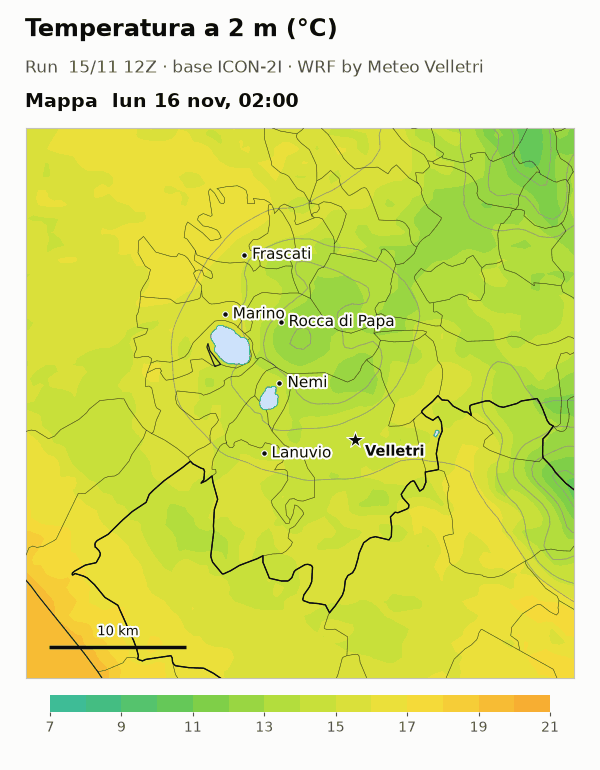 Temperatura a 2 m (°C)
Run  15/11 12Z · base ICON-2I · WRF by Meteo Velletri
Mappa  lun 16 nov, 02:00
Frascati
Marino
Rocca di Papa
Nemi
Velletri
Lanuvio
10 km
7 9 11 13 15 17 19 21